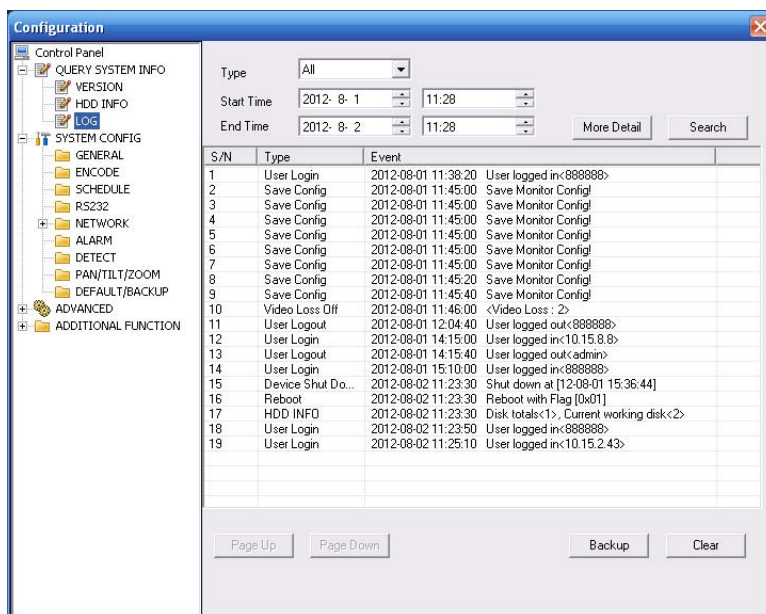 Configuration
Control Panel
QUERY SYSTEM INFO
VERSION
HDD INFO
LOG
SYSTEM CONFIG
GENERAL
ENCODE
SCHEDULE
RS232
NETWORK
ALARM
DETECT
PAN/TILT/ZOOM
DEFAULT/BACKUP
ADVANCED
ADDITIONAL FUNCTION
Type All
Start Time 2012- 8- 1 11:28
End Time 2012- 8- 2 11:28 More Detail Search
S/N Type Event
1 User Login 2012-08-01 11:38:20 User logged in<888888>
2 Save Config 2012-08-01 11:45:00 Save Monitor Config!
3 Save Config 2012-08-01 11:45:00 Save Monitor Config!
4 Save Config 2012-08-01 11:45:00 Save Monitor Config!
5 Save Config 2012-08-01 11:45:00 Save Monitor Config!
6 Save Config 2012-08-01 11:45:00 Save Monitor Config!
7 Save Config 2012-08-01 11:45:00 Save Monitor Config!
8 Save Config 2012-08-01 11:45:20 Save Monitor Config!
9 Save Config 2012-08-01 11:45:40 Save Monitor Config!
10 Video Loss Off 2012-08-01 11:46:00 <Video Loss : 2>
11 User Logout 2012-08-01 12:04:40 User logged out<888888>
12 User Login 2012-08-01 14:15:00 User logged in<10.15.8.8>
13 User Logout 2012-08-01 14:15:40 User logged out<admin>
14 User Login 2012-08-01 15:10:00 User logged in<888888>
15 Device Shut Do... 2012-08-02 11:23:30 Shut down at [12-08-01 15:36:44]
16 Reboot 2012-08-02 11:23:30 Reboot with Flag [0x01]
17 HDD INFO 2012-08-02 11:23:30 Disk totals<1>, Current working disk<2>
18 User Login 2012-08-02 11:23:50 User logged in<888888>
19 User Login 2012-08-02 11:25:10 User logged in<10.15.2.43>
Page Up Page Down Backup Clear